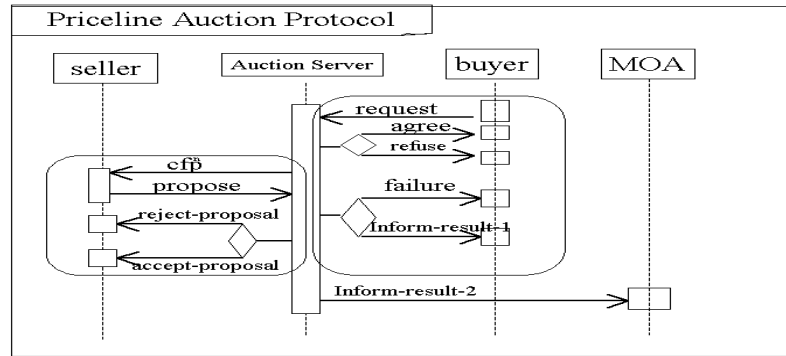 Priceline Auction Protocol
seller
Auction Server
buyer
MOA
request
agree
refuse
cfp
n
propose
failure
reject-proposal
Inform-result-1
accept-proposal
Inform-result-2